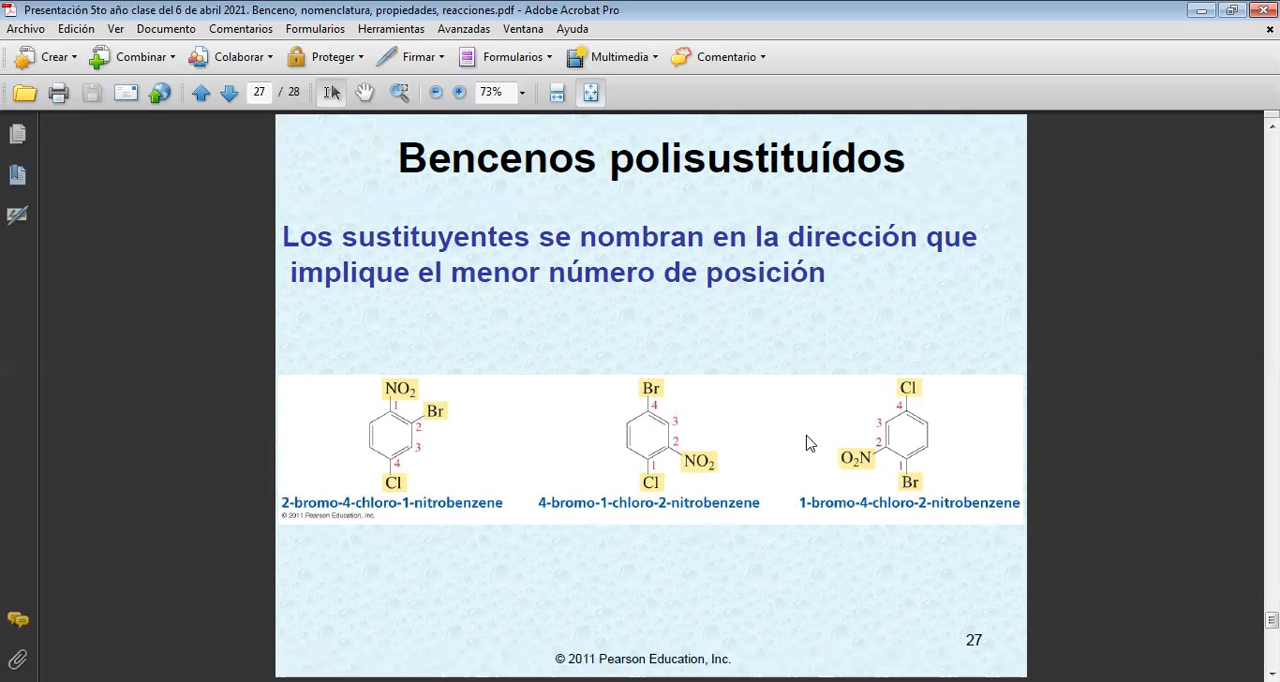 Presentación 5to año clase del 6 de abril 2021. Benceno, nomenclatura, propiedades, reacciones.pdf - Adobe Acrobat Pro
Archivo Edición Ver Documento Comentarios Formularios Herramientas Avanzadas Ventana Ayuda
Crear Combinar Colaborar Proteger Firmar Formularios Multimedia Comentario
27 / 28 73%
Bencenos polisustituídos
Los sustituyentes se nombran en la dirección que
implique el menor número de posición
NO2
1
Br
2
3
4
Cl
2-bromo-4-chloro-1-nitrobenzene
© 2011 Pearson Education, Inc.
Br
4
3
2
NO2
1
Cl
4-bromo-1-chloro-2-nitrobenzene
Cl
4
3
2
O2N
1
Br
1-bromo-4-chloro-2-nitrobenzene
27
© 2011 Pearson Education, Inc.